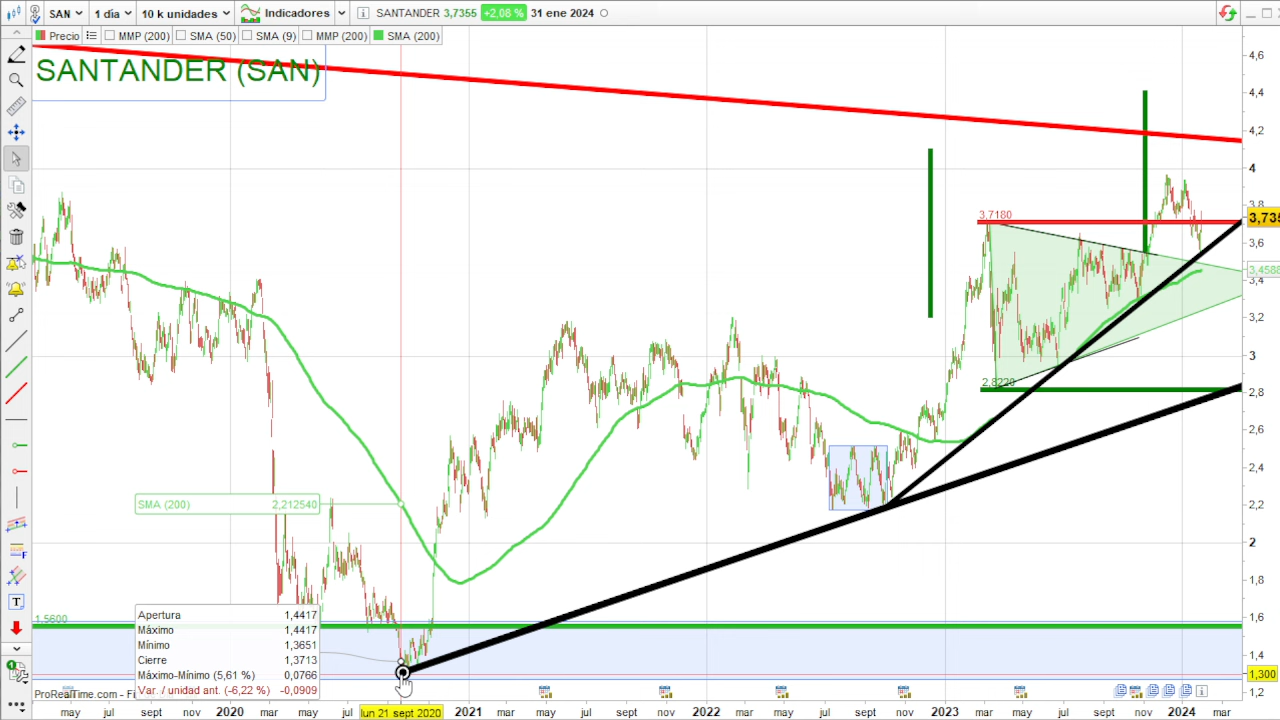 SAN 1 día 10 k unidades Indicadores SANTANDER 3,7355 +2,08 % 31 ene 2024
Precio MMP (200) SMA (50) SMA (9) MMP (200) SMA (200)
SANTANDER (SAN)
4,6
4,4
4,2
4
3,8
3,7180
3,735
3,6
3,4588
3,4
3,2
3
2,8220
2,8
2,6
2,4
SMA (200) 2,212540
2,2
2
1,8
1,5600
1,6
Apertura 1,4417
Máximo 1,4417
Mínimo 1,3651
Cierre 1,3713
Máximo-Mínimo (5,61 %) 0,0766
Var. / unidad ant. (-6,22 %) -0,0909
1,4
1,300
1,2
ProRealTime.com - Fi
may jul sept 2020 mar may jul lun 21 sept 2020 2021 mar may jul sept nov 2022 mar may jul sept nov 2023 mar may jul sept nov 2024 mar